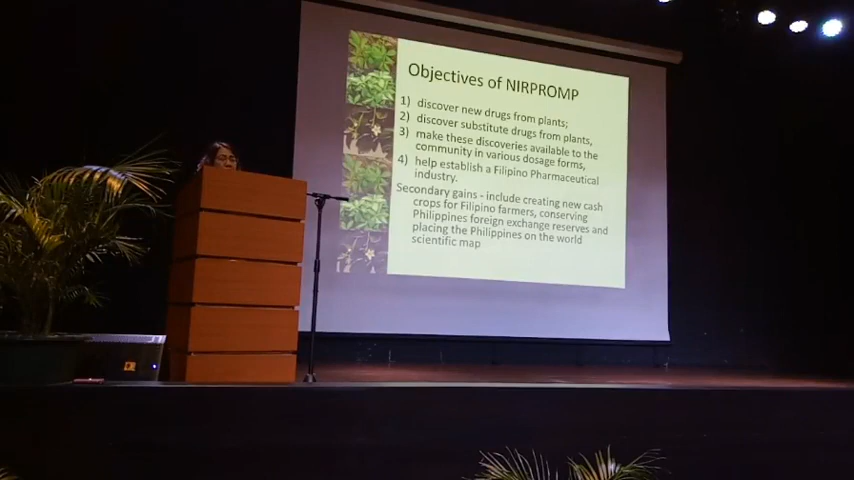 Objectives of NIRPROMP
1) discover new drugs from plants;
2) discover substitute drugs from plants,
3) making these discoveries available to the
community in various dosage forms
4) help establish a Filipino Pharmaceutical
industry.
Secondary gains - include creating new cash
crops for Filipino farmers, conserving
Philippines foreign exchange reserves and
placing the Philippines on the world
scientific map